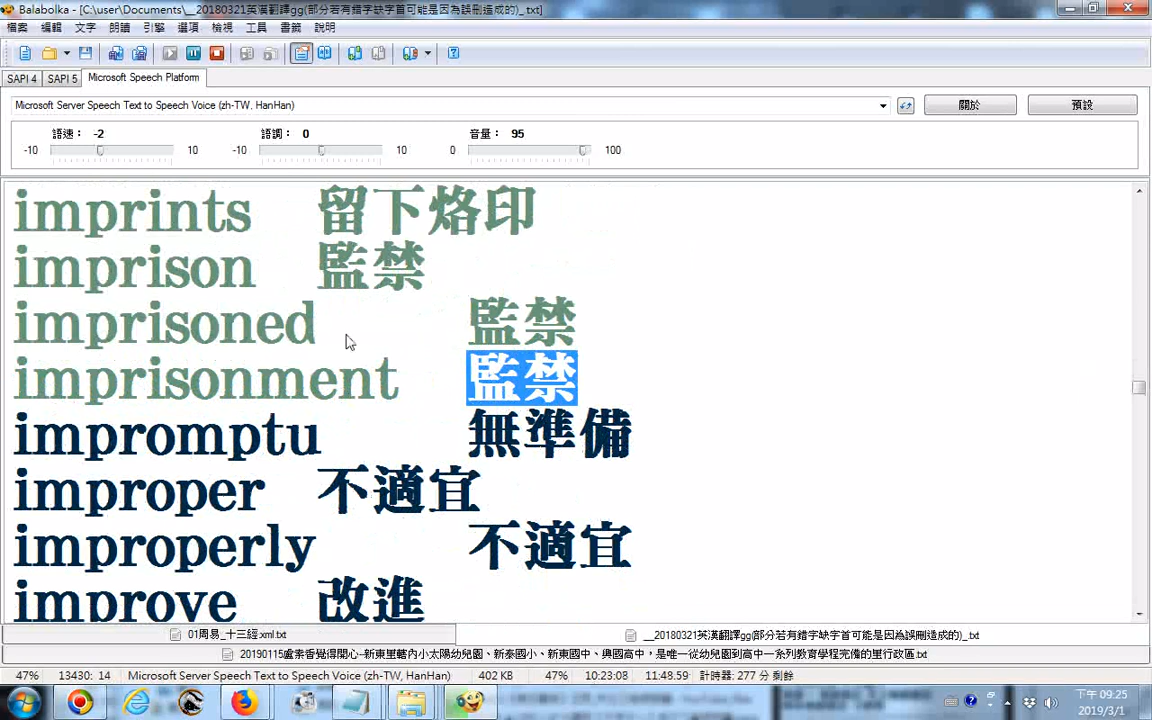 Balabolka - [C:\user\Documents\__20180321英漢翻譯gg(部分若有錯字缺字首可能是因為誤刪造成的)_.txt]
檔案 編輯 文字 朗讀 引擎 選項 檢視 工具 書籤 說明
SAPI 4 SAPI 5 Microsoft Speech Platform
Microsoft Server Speech Text to Speech Voice (zh-TW, HanHan) 關於 預設
語速： -2 語調： 0 音量： 95
-10 10 -10 10 0 100
imprints 留下烙印
imprison 監禁
imprisoned 監禁
imprisonment 監禁
impromptu 無準備
improper 不適宜
improperly 不適宜
improve 改進
01周易_十三經.xml.txt __20180321英漢翻譯gg(部分若有錯字缺字首可能是因為誤刪造成的)_.txt
20190115盧素香覺得開心-新東里轄內小太陽幼兒園、新泰國小、新東國中、興國高中，是唯一從幼兒園到高中一系列教育學程完備的里行政區.txt
47% 13430: 14 Microsoft Server Speech Text to Speech Voice (zh-TW, HanHan) 402 KB 47% 10:23:08 11:48:59 計時器: 277 分 剩餘
下午 09:25
2019/3/1